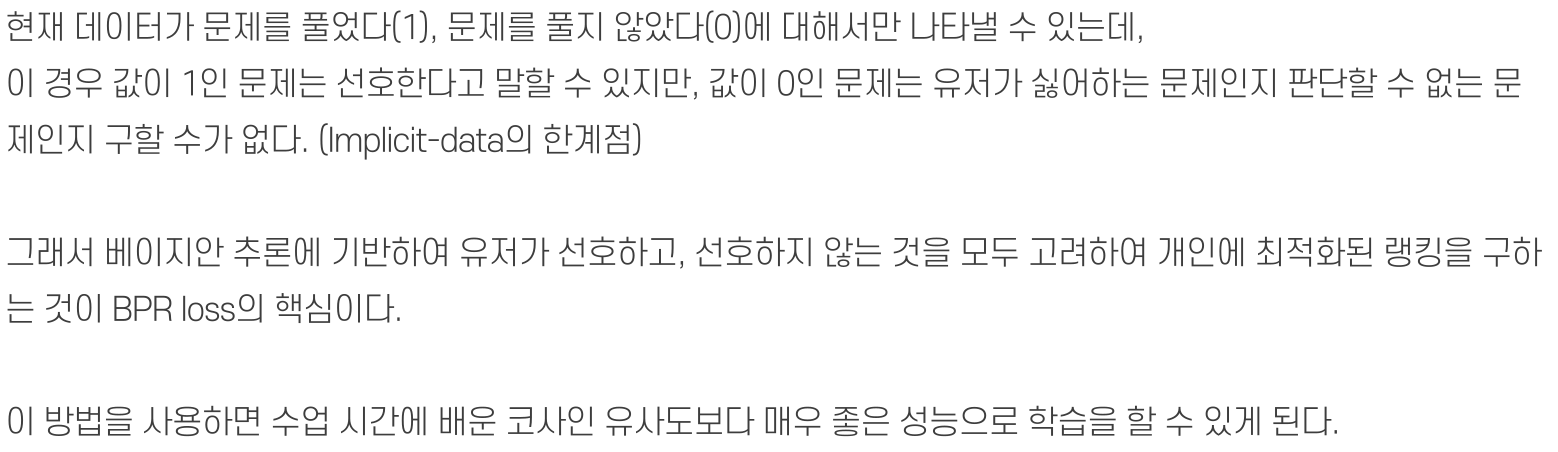 현재 데이터가 문제를 풀었다(1), 문제를 풀지 않았다(0)에 대해서만 나타낼 수 있는데,
이 경우 값이 1인 문제는 선호한다고 말할 수 있지만, 값이 0인 문제는 유저가 싫어하는 문제인지 판단할 수 없는 문
제인지 구할 수가 없다. (Implicit-data의 한계점)
그래서 베이지안 추론에 기반하여 유저가 선호하고, 선호하지 않는 것을 모두 고려하여 개인에 최적화된 랭킹을 구하
는 것이 BPR loss의 핵심이다.
이 방법을 사용하면 수업 시간에 배운 코사인 유사도보다 매우 좋은 성능으로 학습을 할 수 있게 된다.